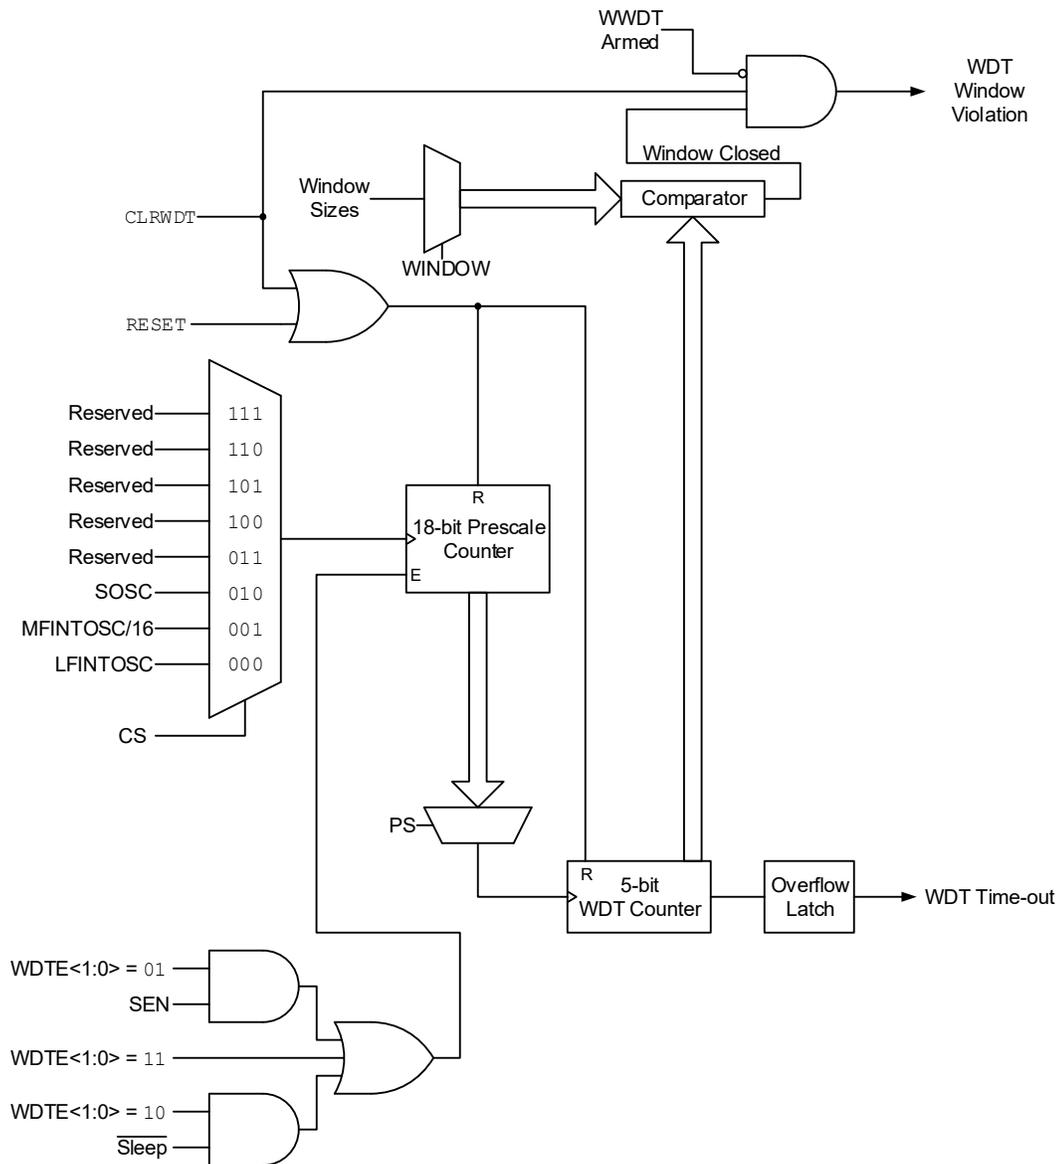 WWDT
Armed
WDT
Window
Violation
Window Closed
Window
Sizes
Comparator
CLRWDT
WINDOW
RESET
Reserved 111
Reserved 110
Reserved 101
Reserved 100
Reserved 011
SOSC 010
MFINTOSC/16 001
LFINTOSC 000
CS
R
18-bit Prescale
Counter
E
PS
R
5-bit
WDT Counter
Overflow
Latch
WDT Time-out
WDTE<1:0> = 01
SEN
WDTE<1:0> = 11
WDTE<1:0> = 10
Sleep